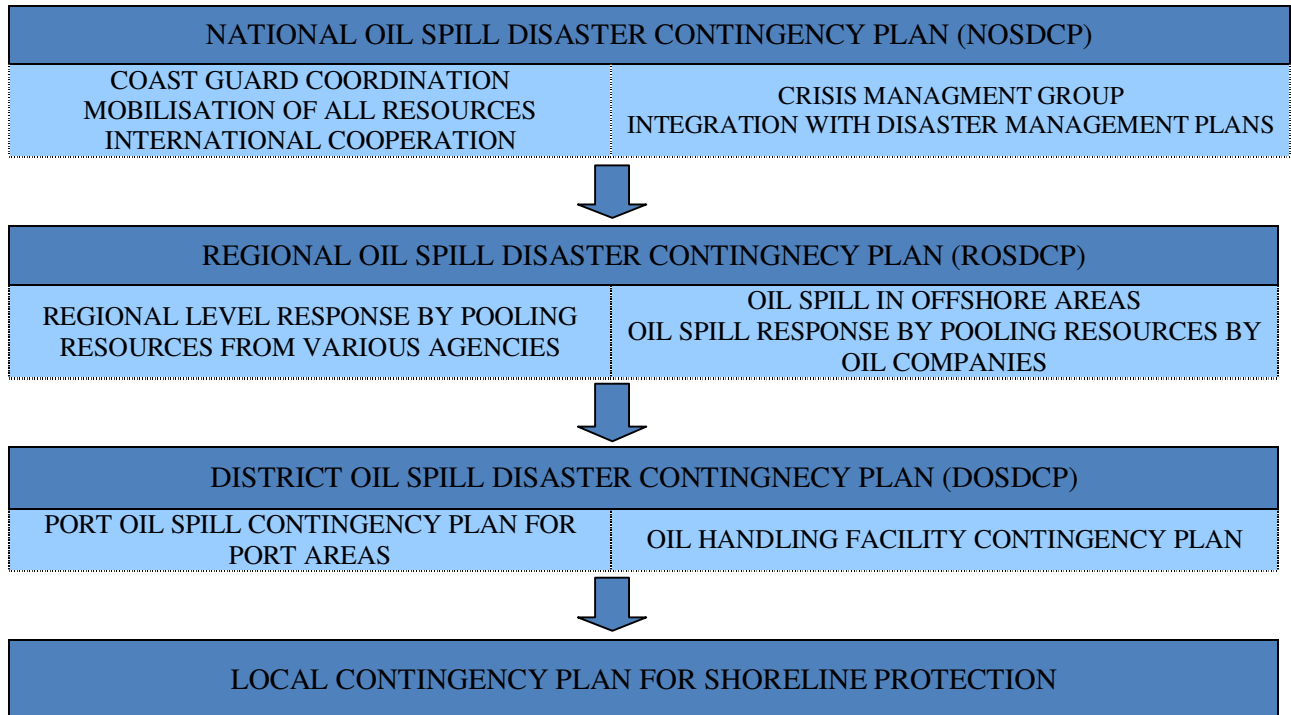 NATIONAL OIL SPILL DISASTER CONTINGENCY PLAN (NOSDCP)
COAST GUARD COORDINATION
MOBILISATION OF ALL RESOURCES
INTERNATIONAL COOPERATION
CRISIS MANAGMENT GROUP
INTEGRATION WITH DISASTER MANAGEMENT PLANS
REGIONAL OIL SPILL DISASTER CONTINGNECY PLAN (ROSDCP)
REGIONAL LEVEL RESPONSE BY POOLING
RESOURCES FROM VARIOUS AGENCIES
OIL SPILL IN OFFSHORE AREAS
OIL SPILL RESPONSE BY POOLING RESOURCES BY
OIL COMPANIES
DISTRICT OIL SPILL DISASTER CONTINGNECY PLAN (DOSDCP)
PORT OIL SPILL CONTINGENCY PLAN FOR
PORT AREAS
OIL HANDLING FACILITY CONTINGENCY PLAN
LOCAL CONTINGENCY PLAN FOR SHORELINE PROTECTION